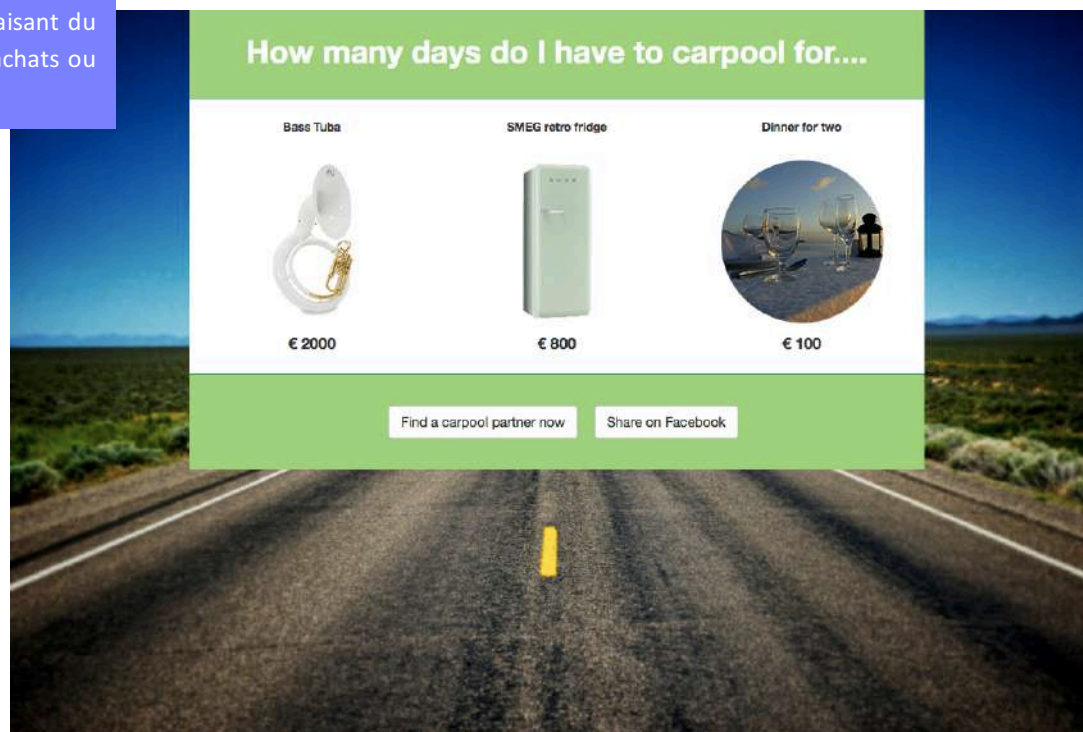 aisant du
achats ou
How many days do I have to carpool for....
Bass Tuba
SMEG retro fridge
Dinner for two
€ 2000
€ 800
€ 100
Find a carpool partner now
Share on Facebook